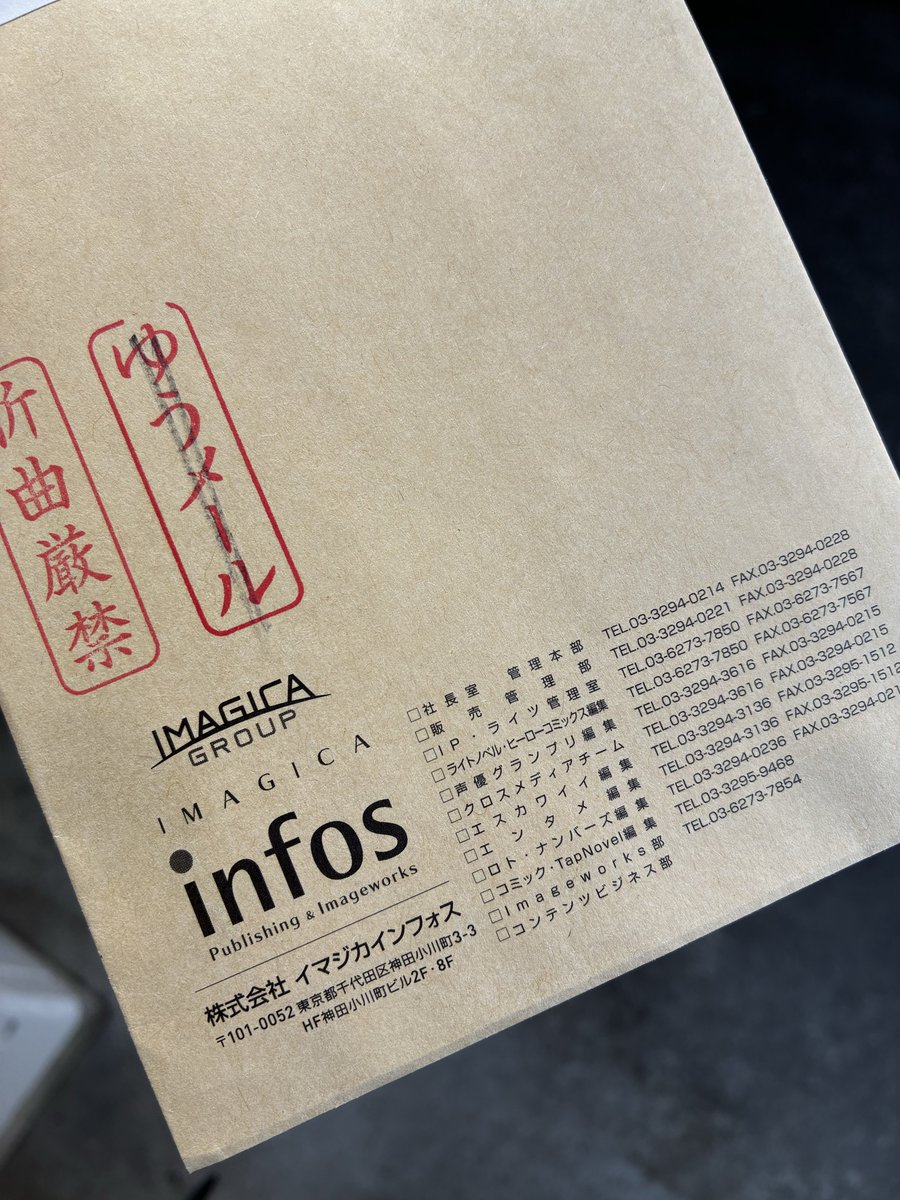 ゆうメール
折曲厳禁
IMAGICA
GROUP
IMAGICA
infos
Publishing & Imageworks
株式会社 イマジカインフォス
〒101-0052 東京都千代田区神田小川町3-3
HF神田小川町ビル2F・8F
□社長室 管理本部
□販売管理部
□IP・ライツ管理室
□ライトノベル・ヒーローコミックス編集
□声優グランプリ編集
□クロスメディアチーム
□エスカワイイ編集
□エンタメ編集
□ロト・ナンバーズ編集
□コミック・TapNovel編集
□Imageworks部
□コンテンツビジネス部
TEL.03-3294-0214 FAX.03-3294-0228
TEL.03-3294-0221 FAX.03-3294-0228
TEL.03-6273-7850 FAX.03-6273-7567
TEL.03-6273-7850 FAX.03-6273-7567
TEL.03-3294-3616 FAX.03-3294-0215
TEL.03-3294-3616 FAX.03-3294-0215
TEL.03-3294-3136 FAX.03-3295-1512
TEL.03-3294-3136 FAX.03-3295-1512
TEL.03-3294-0236
TEL.03-3295-9468
TEL.03-6273-7854